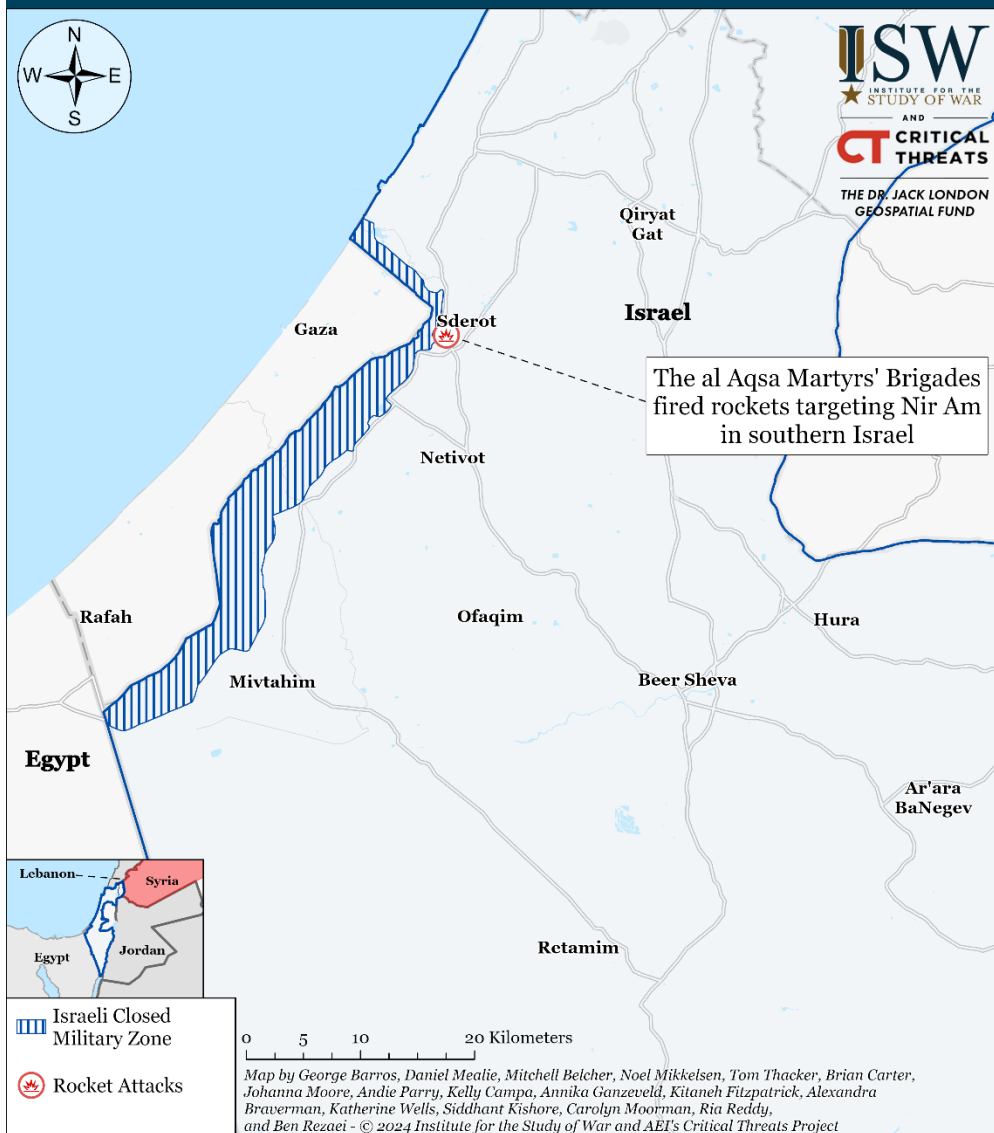 N
W
E
S
ISW
INSTITUTE FOR THE
STUDY OF WAR
AND
CT CRITICAL
THREATS
THE DR. JACK LONDON
GEOSPATIAL FUND
Qiryat
Gat
Israel
Sderot
Gaza
The al Aqsa Martyrs' Brigades
fired rockets targeting Nir Am
in southern Israel
Netivot
Rafah
Ofaqim
Hura
Mivtahim
Beer Sheva
Egypt
Ar'ara
BaNegev
Lebanon
Syria
Egypt
Jordan
Retamim
Israeli Closed
Military Zone
Rocket Attacks
0 5 10 20 Kilometers
Map by George Barros, Daniel Mealie, Mitchell Belcher, Noel Mikkelsen, Tom Thacker, Brian Carter,
Johanna Moore, Andie Parry, Kelly Campa, Annika Ganzeveld, Kitaneh Fitzpatrick, Alexandra
Braverman, Katherine Wells, Siddhant Kishore, Carolyn Moorman, Ria Reddy,
and Ben Rezaei - © 2024 Institute for the Study of War and AEI's Critical Threats Project